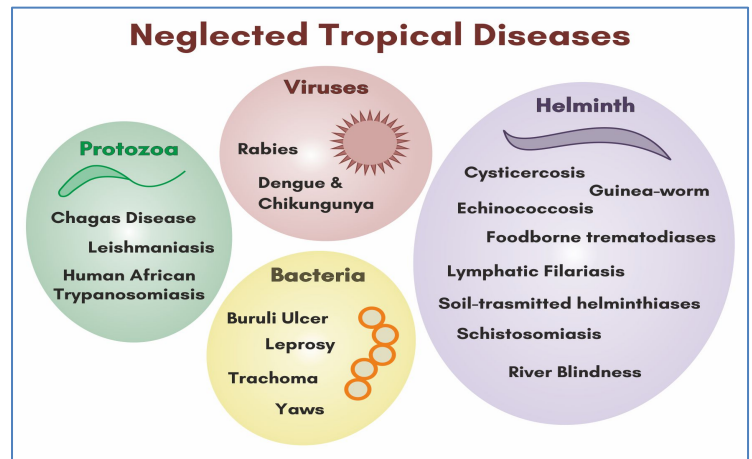 Neglected Tropical Diseases
Protozoa
Chagas Disease
Leishmaniasis
Human African
Trypanosomiasis
Viruses
Rabies
Dengue &
Chikungunya
Bacteria
Buruli Ulcer
Leprosy
Trachoma
Yaws
Helminth
Cysticercosis
Guinea-worm
Echinococcosis
Foodborne trematodiases
Lymphatic Filariasis
Soil-trasmitted helminthiases
Schistosomiasis
River Blindness